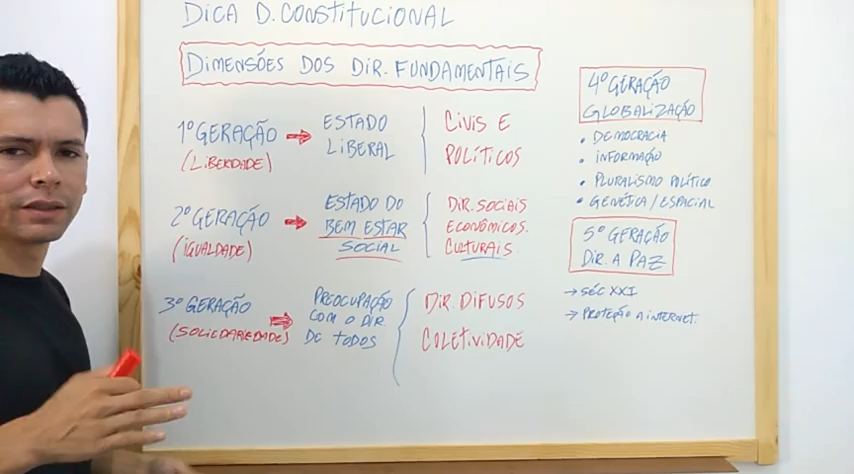 DICA D. CONSTITUCIONAL
DIMENSÕES DOS DIR. FUNDAMENTAIS
1º GERAÇÃO
(LIBERDADE)
ESTADO
LIBERAL
CIVIS E
POLÍTICOS
2º GERAÇÃO
(IGUALDADE)
ESTADO DO
BEM ESTAR
SOCIAL
DIR. SOCIAIS
ECONÔMICOS.
CULTURAIS.
3º GERAÇÃO
(SOLIEDARIEDADE)
PREOCUPAÇÃO
COM O DIR.
DE TODOS
DIR. DIFUSOS
COLETIVIDADE
4º GERAÇÃO
GLOBALIZAÇÃO
• DEMOCRACIA
• INFORMAÇÃO
• PLURALISMO POLÍTICO
• GENÉTICA / ESPACIAL
5º GERAÇÃO
DIR. A PAZ
→ SÉC XXI
→ PROTEÇÃO A INTERNET.